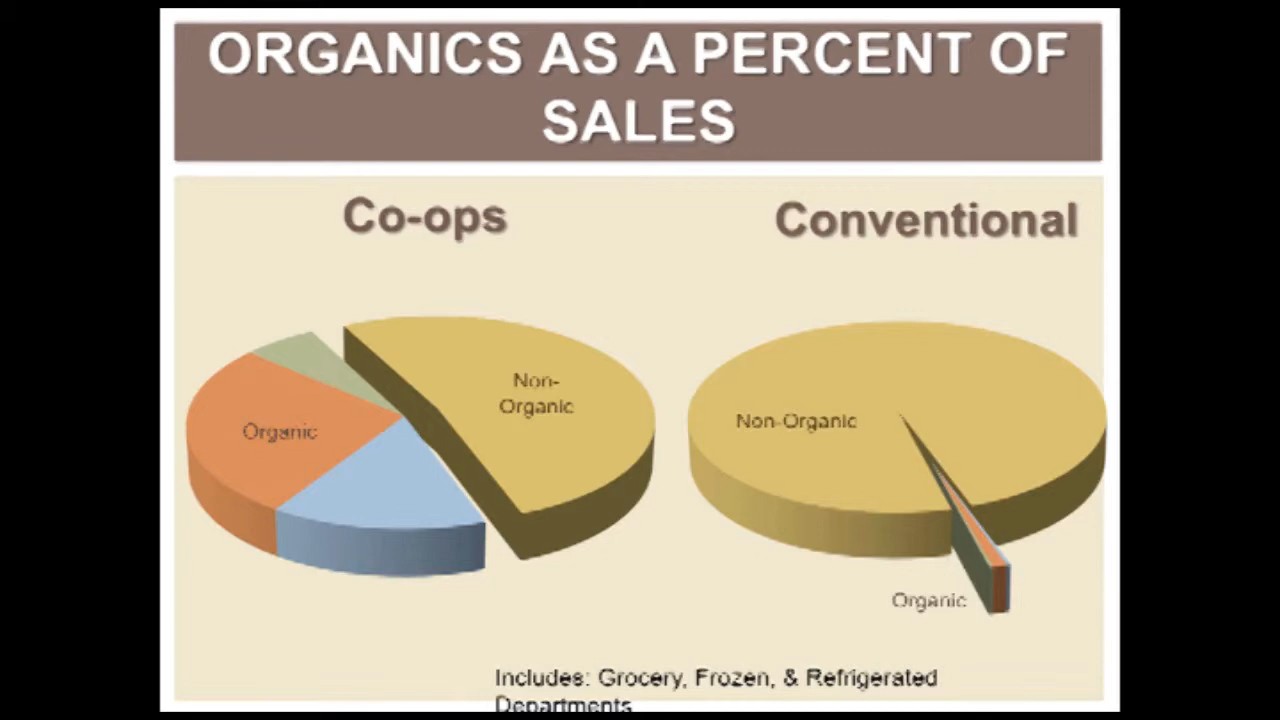 ORGANICS AS A PERCENT OF
SALES
Co-ops
Conventional
Non-
Organic
Organic
Non-Organic
Organic
Includes: Grocery, Frozen, & Refrigerated
Departments